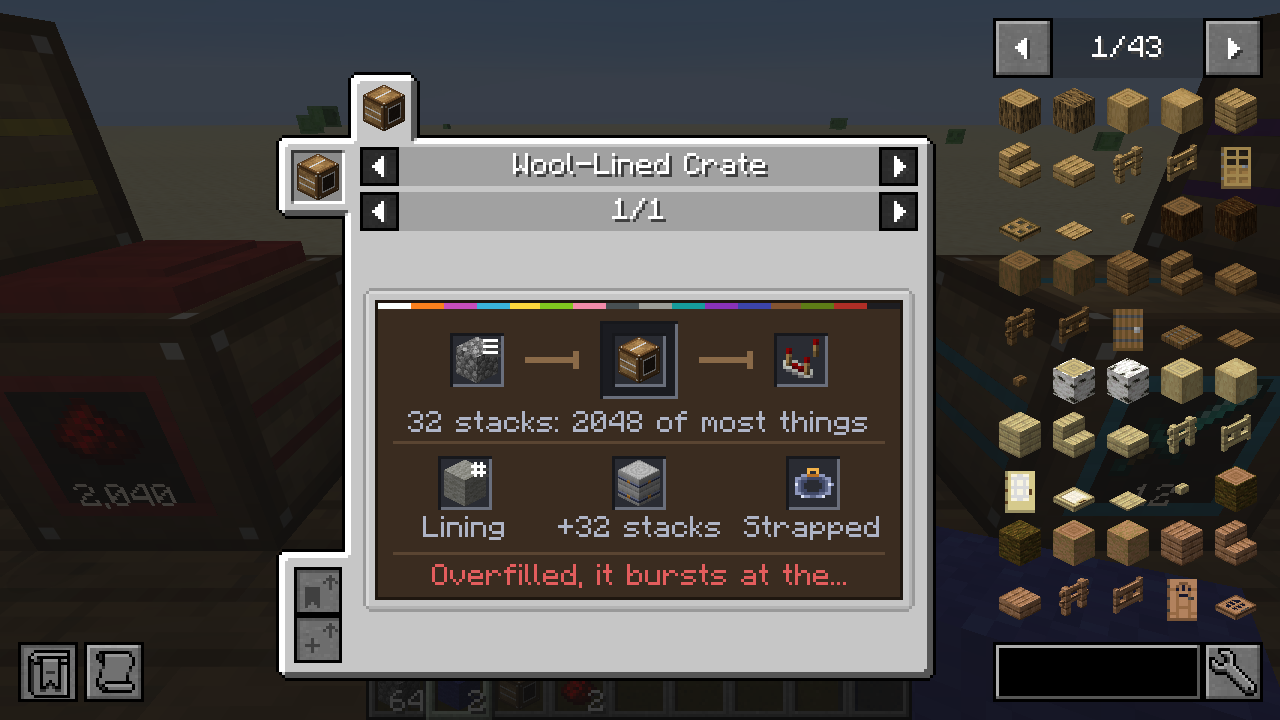 1/43
Wool-Lined Crate
1/1
32 stacks: 2048 of most things
#
Lining
+32 stacks
Strapped
Overfilled, it bursts at the...
2,040
12
+
64
2
2